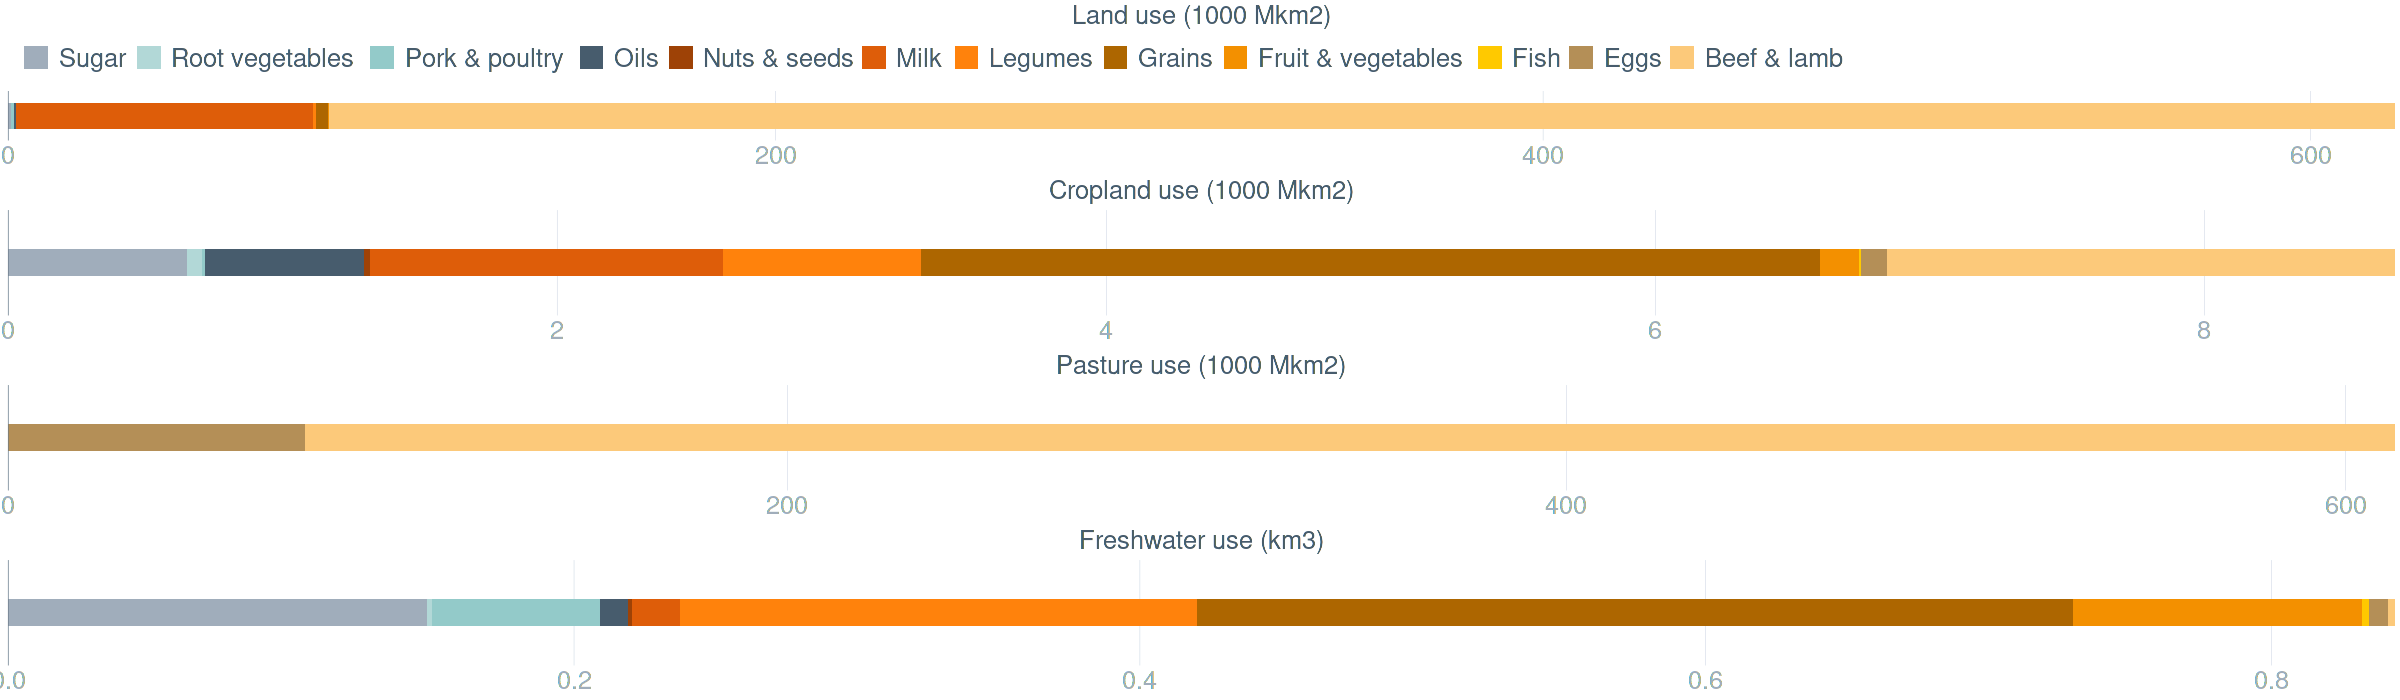 Land use (1000 Mkm2)
Sugar Root vegetables Pork & poultry Oils Nuts & seeds Milk Legumes Grains Fruit & vegetables Fish Eggs Beef & lamb
0 200 400 600
Cropland use (1000 Mkm2)
0 2 4 6 8
Pasture use (1000 Mkm2)
0 200 400 600
Freshwater use (km3)
0.0 0.2 0.4 0.6 0.8